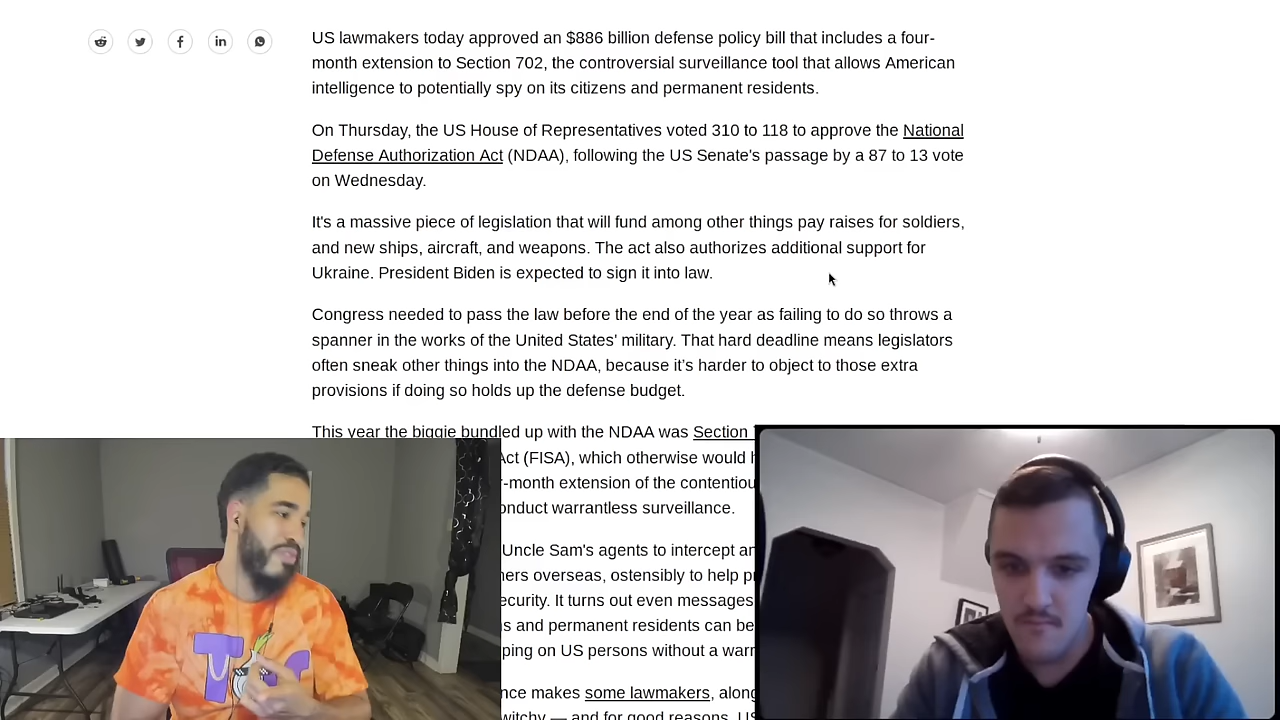 US lawmakers today approved an $886 billion defense policy bill that includes a four-
month extension to Section 702, the controversial surveillance tool that allows American
intelligence to potentially spy on its citizens and permanent residents.
On Thursday, the US House of Representatives voted 310 to 118 to approve the National
Defense Authorization Act (NDAA), following the US Senate's passage by a 87 to 13 vote
on Wednesday.
It's a massive piece of legislation that will fund among other things pay raises for soldiers,
and new ships, aircraft, and weapons. The act also authorizes additional support for
Ukraine. President Biden is expected to sign it into law.
Congress needed to pass the law before the end of the year as failing to do so throws a
spanner in the works of the United States' military. That hard deadline means legislators
often sneak other things into the NDAA, because it's harder to object to those extra
provisions if doing so holds up the defense budget.
This year the biggie bundled up with the NDAA was Section
Act (FISA), which otherwise would
-month extension of the
conduct warrantless surveillance.
Uncle Sam's agents to intercept
overseas, ostensibly to help
It turns out even messages
and permanent residents can be
on US persons without a
makes some lawmakers,
— and for good reasons. US